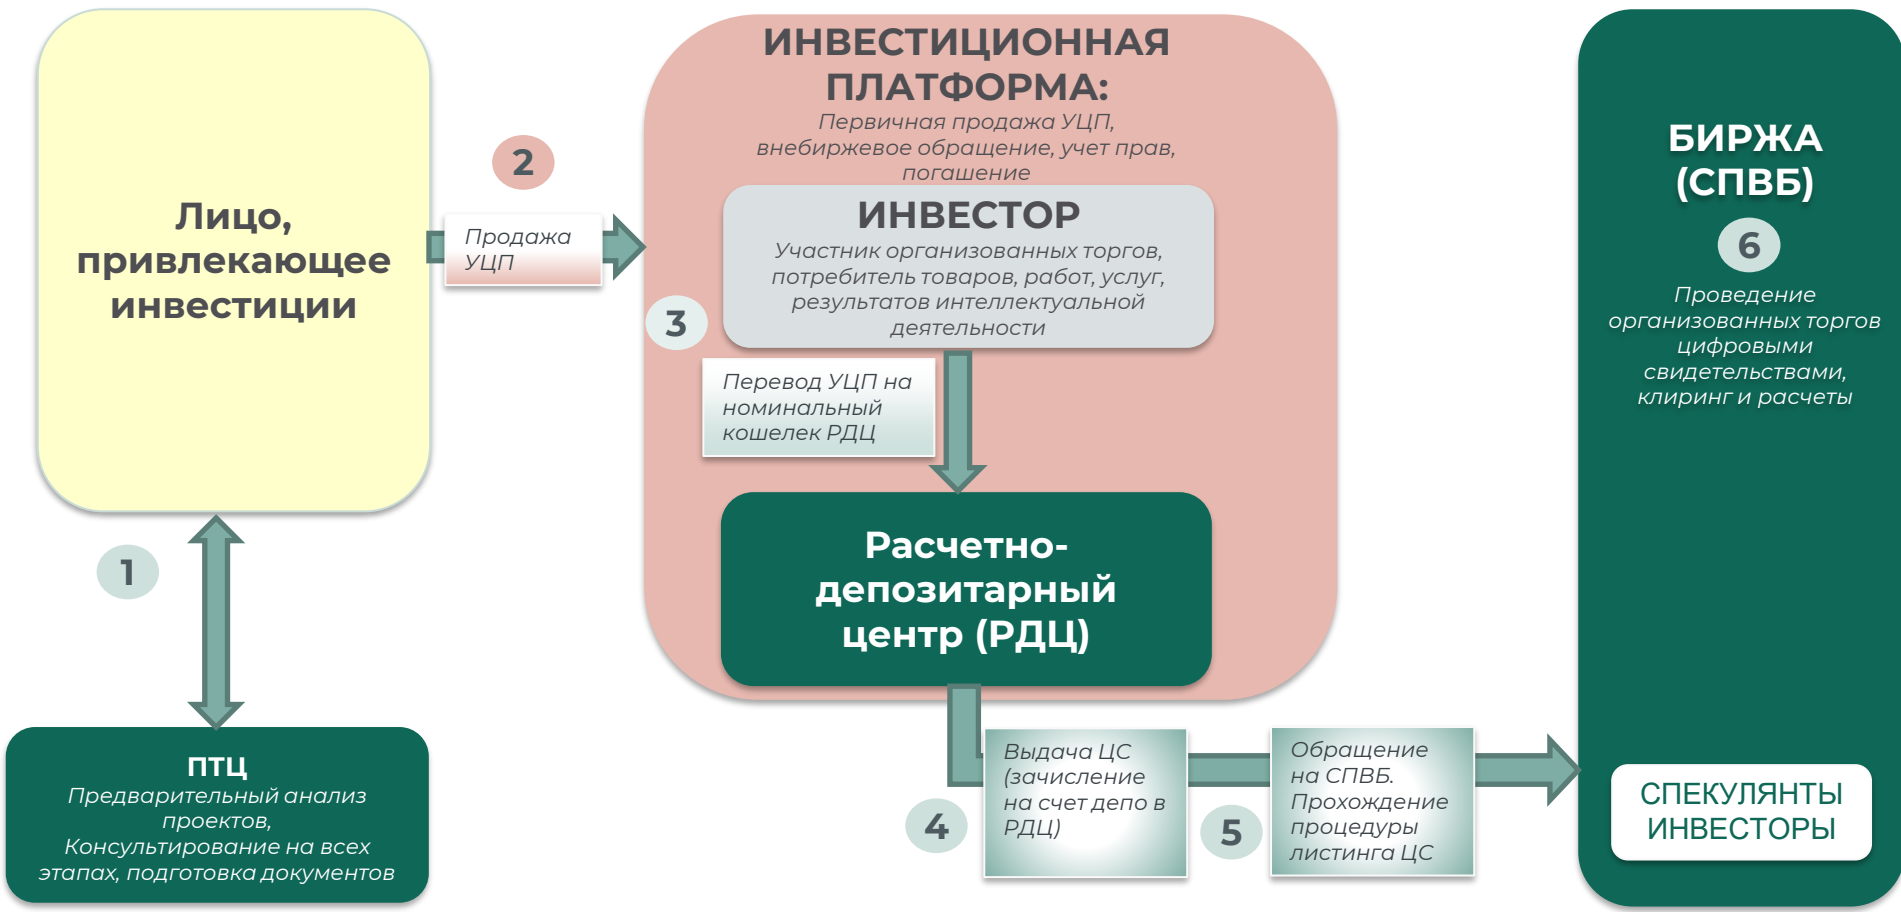 Лицо,
привлекающее
инвестиции
1
ПТЦ
Предварительный анализ
проектов,
Консультирование на всех
этапах, подготовка документов
2
Продажа
УЦП
ИНВЕСТИЦИОННАЯ
ПЛАТФОРМА:
Первичная продажа УЦП,
внебиржевое обращение, учет прав,
погашение
ИНВЕСТОР
Участник организованных торгов,
потребитель товаров, работ, услуг,
результатов интеллектуальной
деятельности
3
Перевод УЦП на
номинальный
кошелек РДЦ
Расчетно-
депозитарный
центр (РДЦ)
4
Выдача ЦС
(зачисление
на счет депо в
РДЦ)
5
Обращение
на СПВБ.
Прохождение
процедуры
листинга ЦС
БИРЖА
(СПВБ)
6
Проведение
организованных торгов
цифровыми
свидетельствами,
клиринг и расчеты
СПЕКУЛЯНТЫ
ИНВЕСТОРЫ